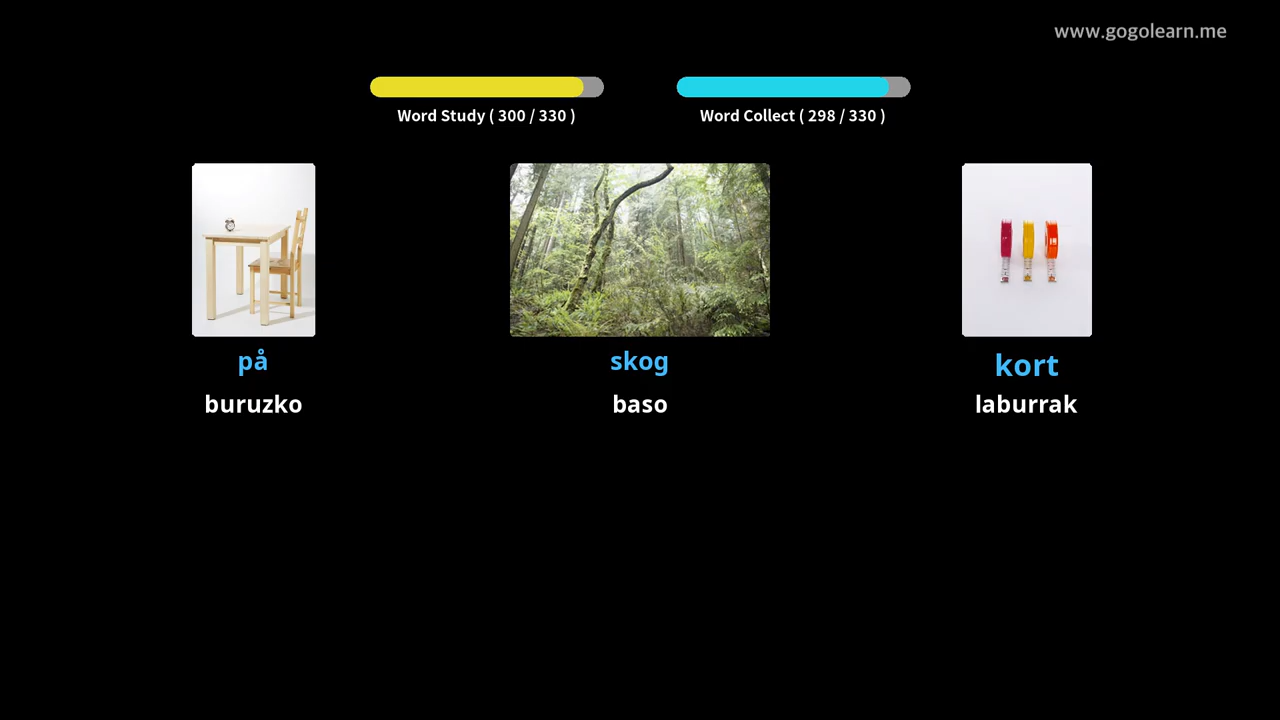 www.gogolearn.me
Word Study ( 300 / 330 )
Word Collect ( 298 / 330 )
på
skog
kort
buruzko
baso
laburrak